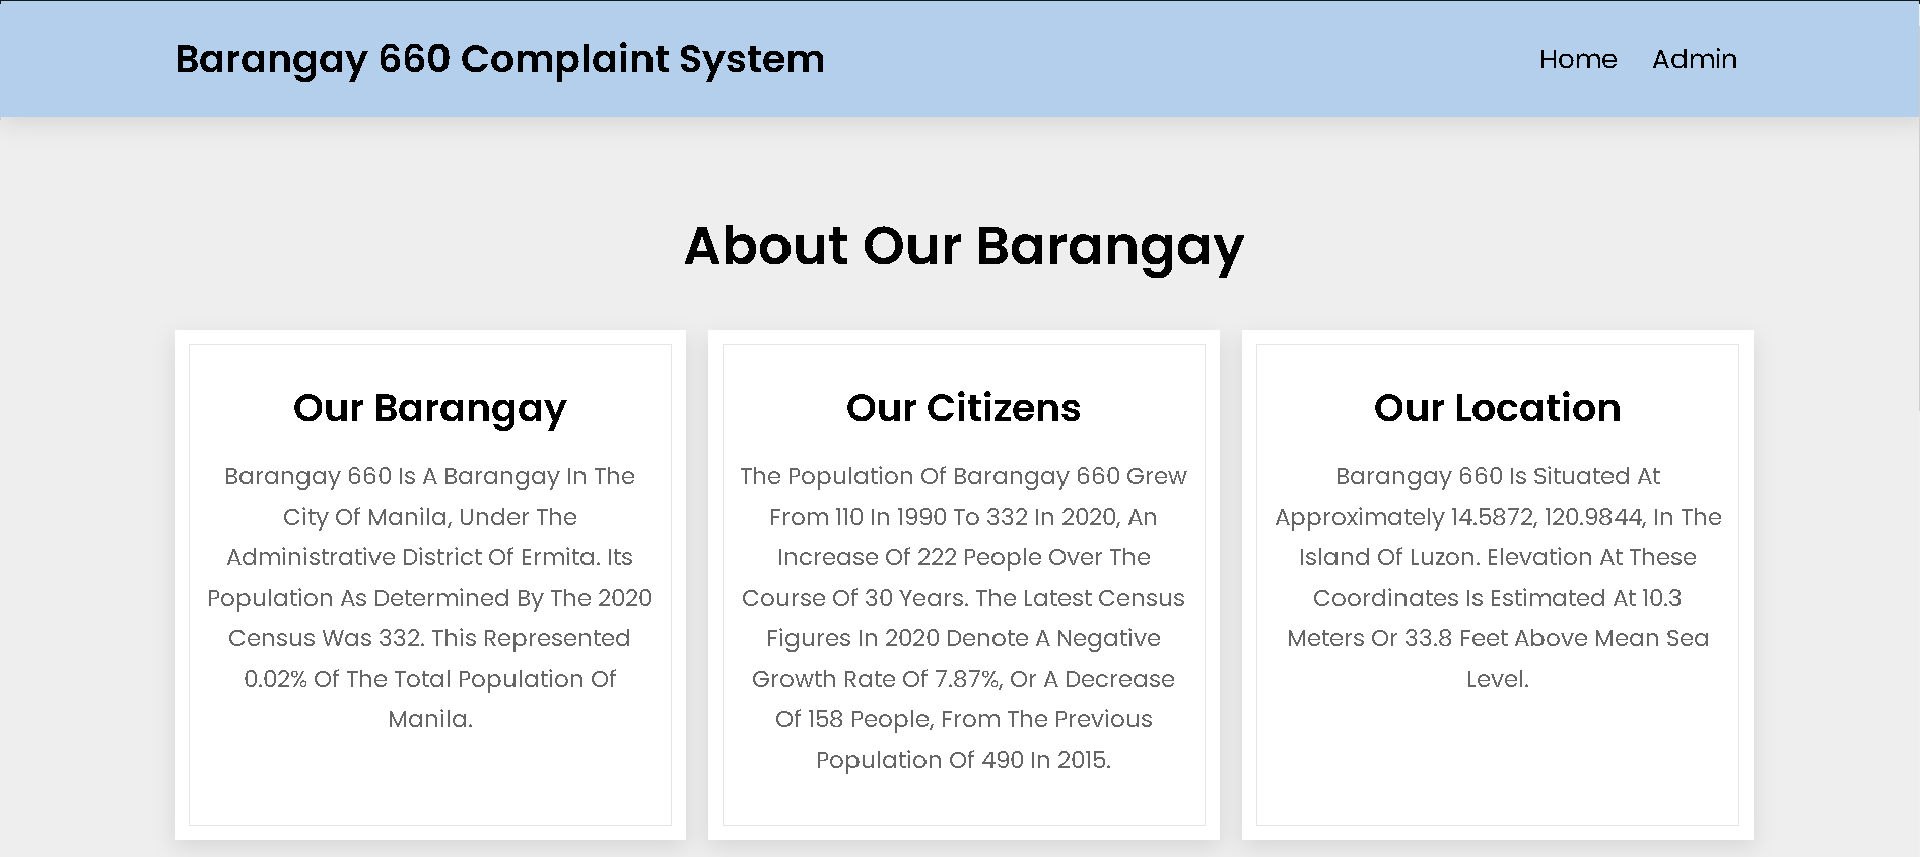 Barangay 660 Complaint System
Home Admin
About Our Barangay
Our Barangay
Barangay 660 Is A Barangay In The
City Of Manila, Under The
Administrative District Of Ermita. Its
Population As Determined By The 2020
Census Was 332. This Represented
0.02% Of The Total Population Of
Manila.
Our Citizens
The Population Of Barangay 660 Grew
From 110 In 1990 To 332 In 2020, An
Increase Of 222 People Over The
Course Of 30 Years. The Latest Census
Figures In 2020 Denote A Negative
Growth Rate Of 7.87%, Or A Decrease
Of 158 People, From The Previous
Population Of 490 In 2015.
Our Location
Barangay 660 Is Situated At
Approximately 14.5872, 120.9844, In The
Island Of Luzon. Elevation At These
Coordinates Is Estimated At 10.3
Meters Or 33.8 Feet Above Mean Sea
Level.